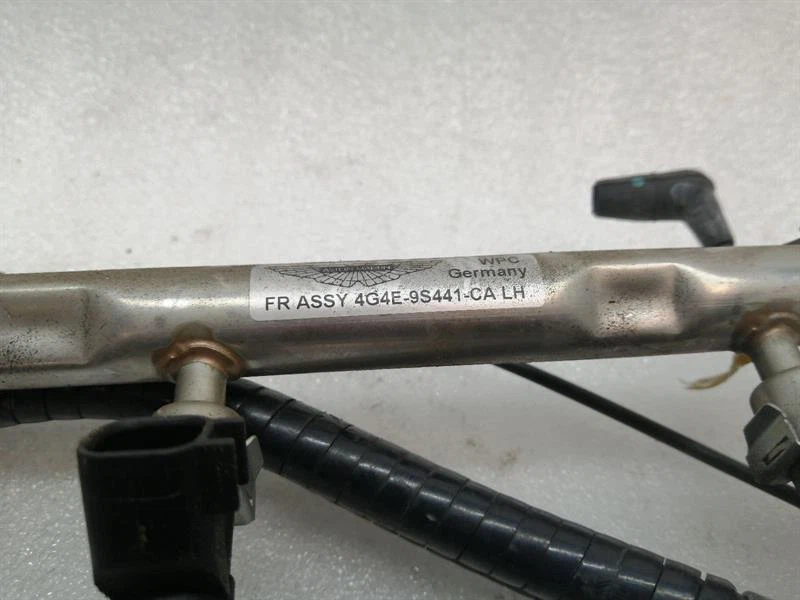 WPC
Germany
FR ASSY 4G4E-9S441-CA LH